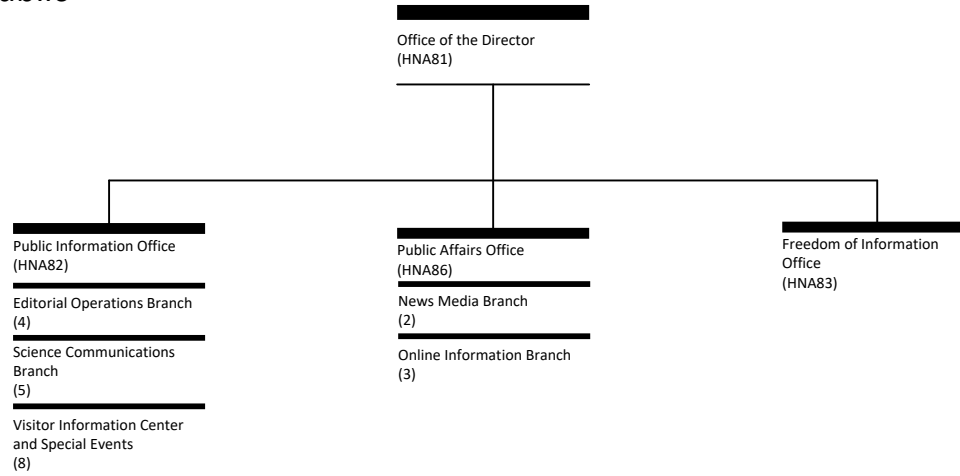 Office of the Director
(HNA81)
Public Information Office
(HNA82)
Editorial Operations Branch
(4)
Science Communications
Branch
(5)
Visitor Information Center
and Special Events
(8)
Public Affairs Office
(HNA86)
News Media Branch
(2)
Online Information Branch
(3)
Freedom of Information
Office
(HNA83)